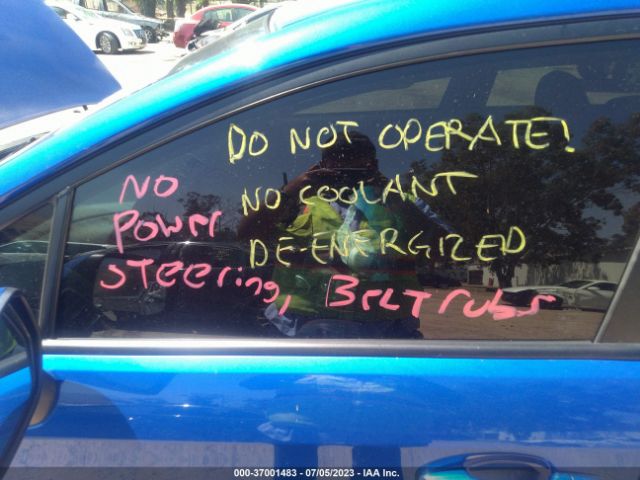 DO NOT OPERATE!
NO COOLANT
DE-ENERGIZED
NO
POWER
STEEring,
BELT rubs
000-37001483 - 07/05/2023 - IAA Inc.